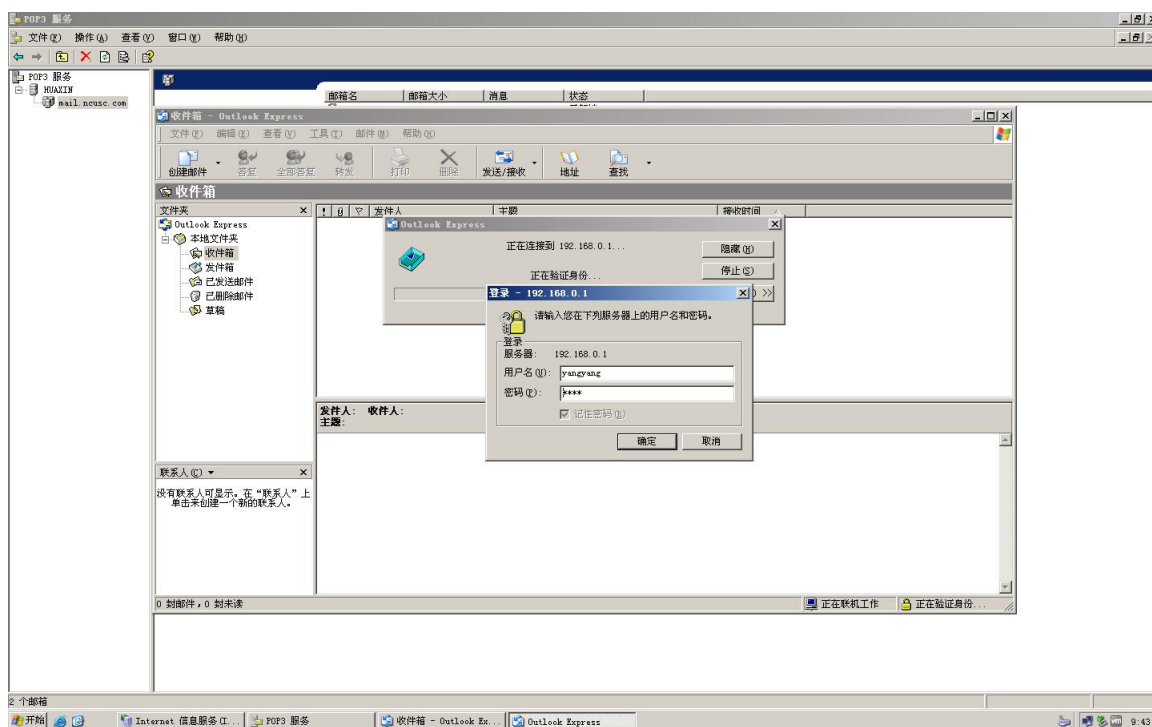 POP3 服务
文件(F) 操作(A) 查看(V) 窗口(W) 帮助(H)
POP3 服务
HUAXIN
mail.ncusc.com
邮箱名 邮箱大小 消息 状态
收件箱 - Outlook Express
文件(F) 编辑(E) 查看(V) 工具(T) 邮件(M) 帮助(H)
创建邮件 答复 全部答复 转发 打印 删除 发送/接收 地址 查找
收件箱
文件夹
! 发件人 主题 接收时间
Outlook Express
本地文件夹
收件箱
发件箱
已发送邮件
已删除邮件
草稿
Outlook Express
正在连接到 192.168.0.1...
隐藏(H)
正在验证身份...
停止(S)
>>
登录 - 192.168.0.1
请输入您在下列服务器上的用户名和密码。
登录
服务器: 192.168.0.1
用户名(U): yangyang
密码(P): ****
记住密码(R)
确定 取消
发件人: 收件人:
主题:
联系人(C)
没有联系人可显示。在“联系人”上
单击来创建一个新的联系人。
0 封邮件，0 封未读
正在联机工作 正在验证身份...
2 个邮箱
开始 Internet 信息服务(I... POP3 服务 收件箱 - Outlook Ex... Outlook Express 9:43